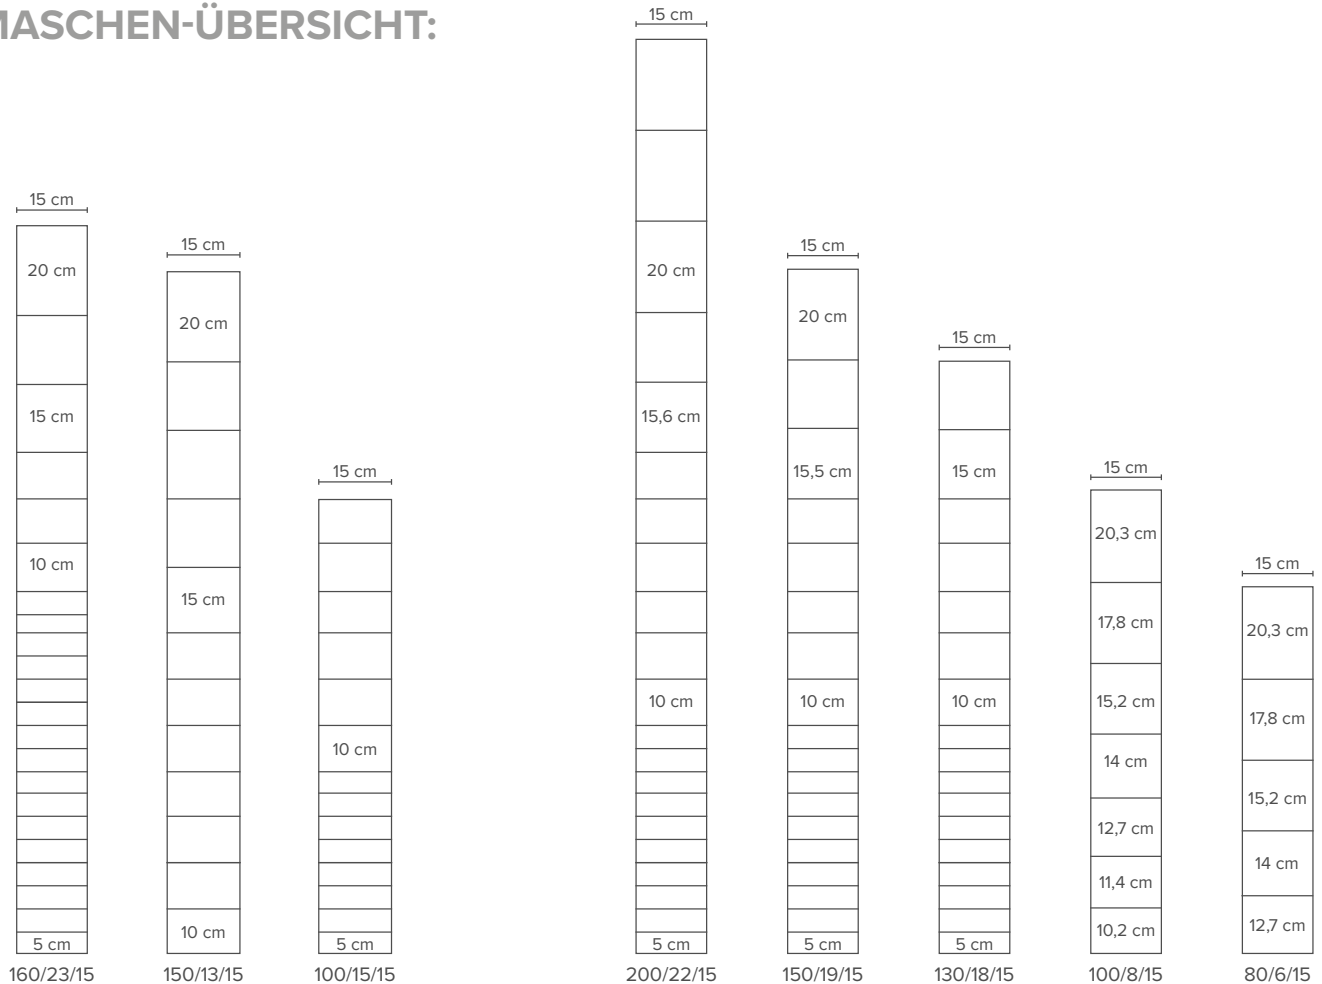 MASCHEN-ÜBERSICHT:
15 cm
20 cm
15 cm
10 cm
5 cm
160/23/15
15 cm
20 cm
15 cm
10 cm
150/13/15
15 cm
10 cm
5 cm
100/15/15
15 cm
20 cm
15,6 cm
10 cm
5 cm
200/22/15
15 cm
20 cm
15,5 cm
10 cm
5 cm
150/19/15
15 cm
15 cm
10 cm
5 cm
130/18/15
15 cm
20,3 cm
17,8 cm
15,2 cm
14 cm
12,7 cm
11,4 cm
10,2 cm
100/8/15
15 cm
20,3 cm
17,8 cm
15,2 cm
14 cm
12,7 cm
80/6/15